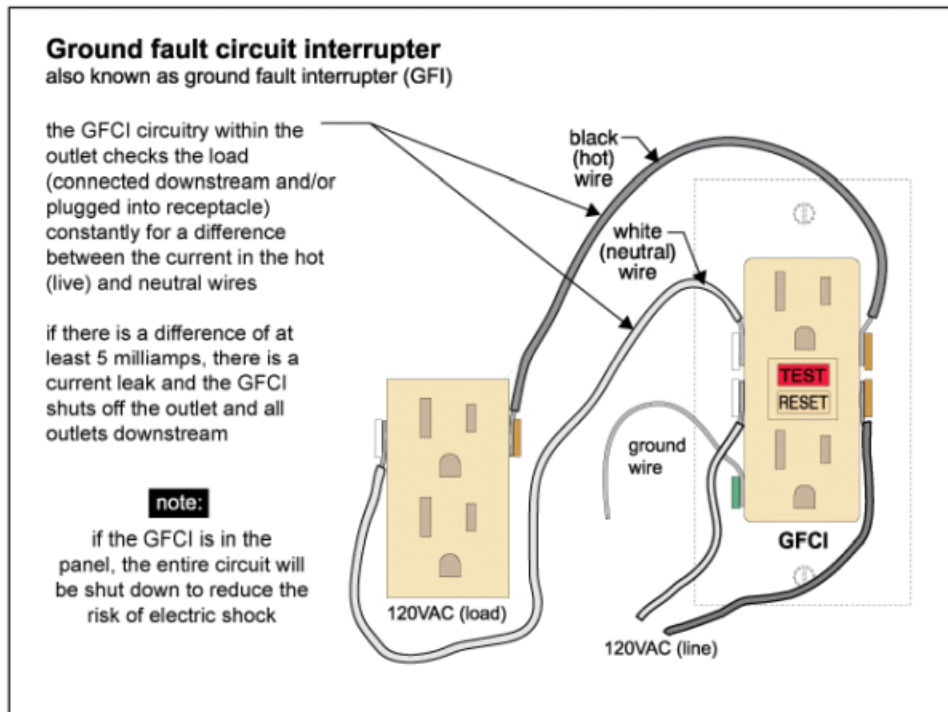 Ground fault circuit interrupter
also known as ground fault interrupter (GFI)
the GFCI circuitry within the
outlet checks the load
(connected downstream and/or
plugged into receptacle)
constantly for a difference
between the current in the hot
(live) and neutral wires
if there is a difference of at
least 5 milliamps, there is a
current leak and the GFCI
shuts off the outlet and all
outlets downstream
note:
if the GFCI is in the
panel, the entire circuit will
be shut down to reduce the
risk of electric shock
black
(hot)
wire
white
(neutral)
wire
TEST
RESET
ground
wire
GFCI
120VAC (load)
120VAC (line)